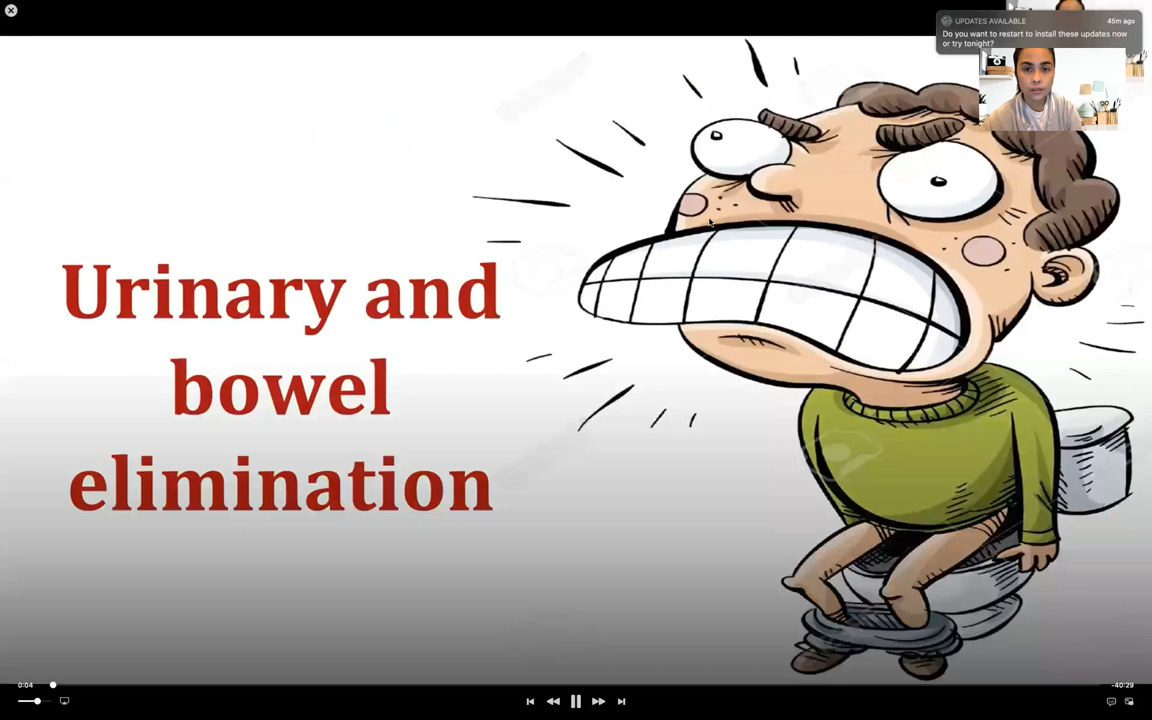 UPDATES AVAILABLE
45m ago
Do you want to restart to install these updates now
or try tonight?
Urinary and
bowel
elimination
0:04
-40:29